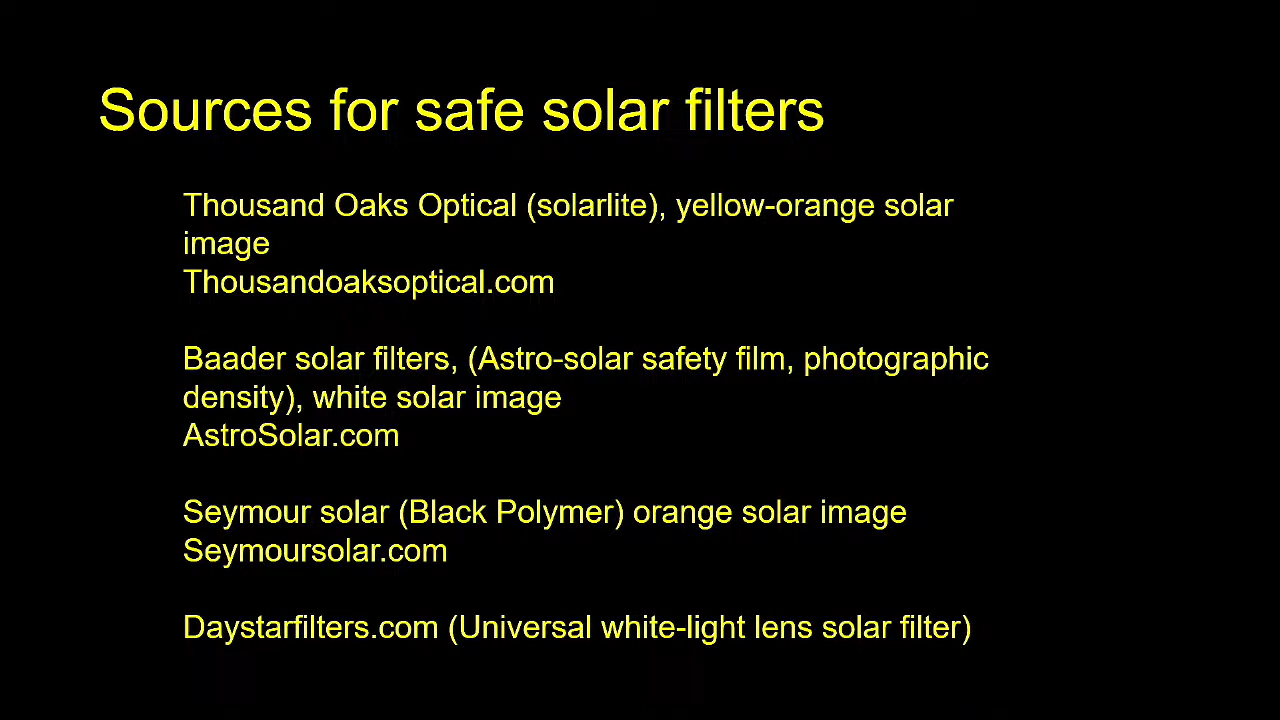 Sources for safe solar filters
Thousand Oaks Optical (solarlite), yellow-orange solar
image
Thousandoaksoptical.com
Baader solar filters, (Astro-solar safety film, photographic
density), white solar image
AstroSolar.com
Seymour solar (Black Polymer) orange solar image
Seymoursolar.com
Daystarfilters.com (Universal white-light lens solar filter)